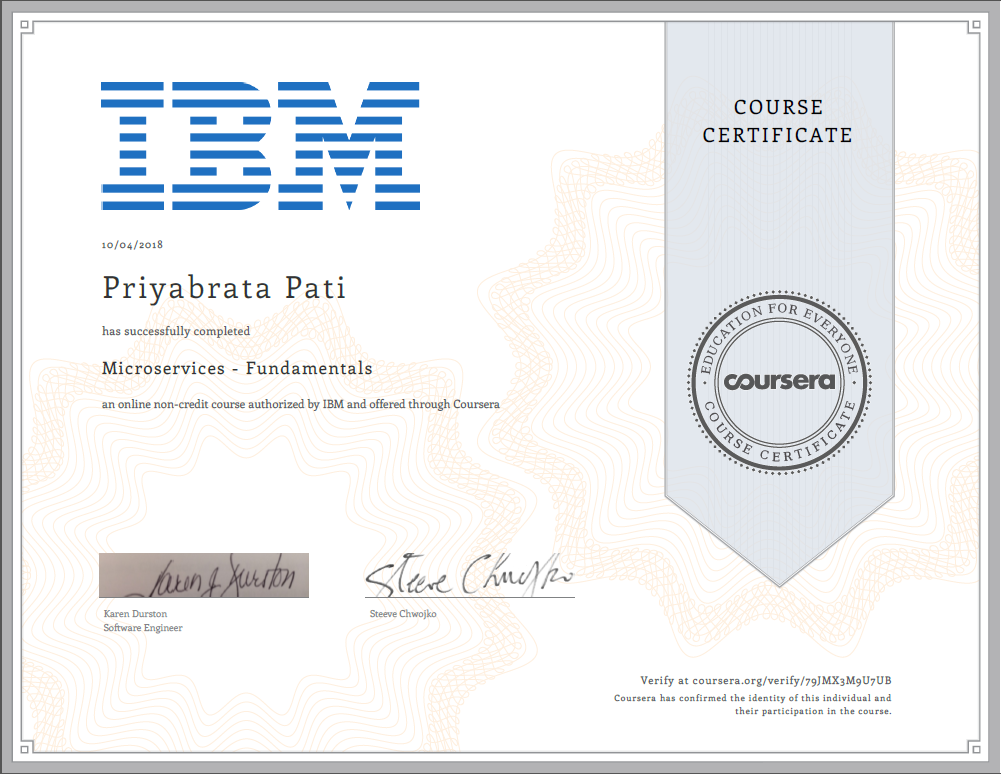 IBM
COURSE
CERTIFICATE
10/04/2018
Priyabrata Pati
has successfully completed
Microservices - Fundamentals
an online non-credit course authorized by IBM and offered through Coursera
EDUCATION FOR EVERYONE
coursera
COURSE CERTIFICATE
Karen J Durston
Steeve Chwojko
Karen Durston
Software Engineer
Steeve Chwojko
Verify at coursera.org/verify/79JMX3M9U7UB
Coursera has confirmed the identity of this individual and
their participation in the course.